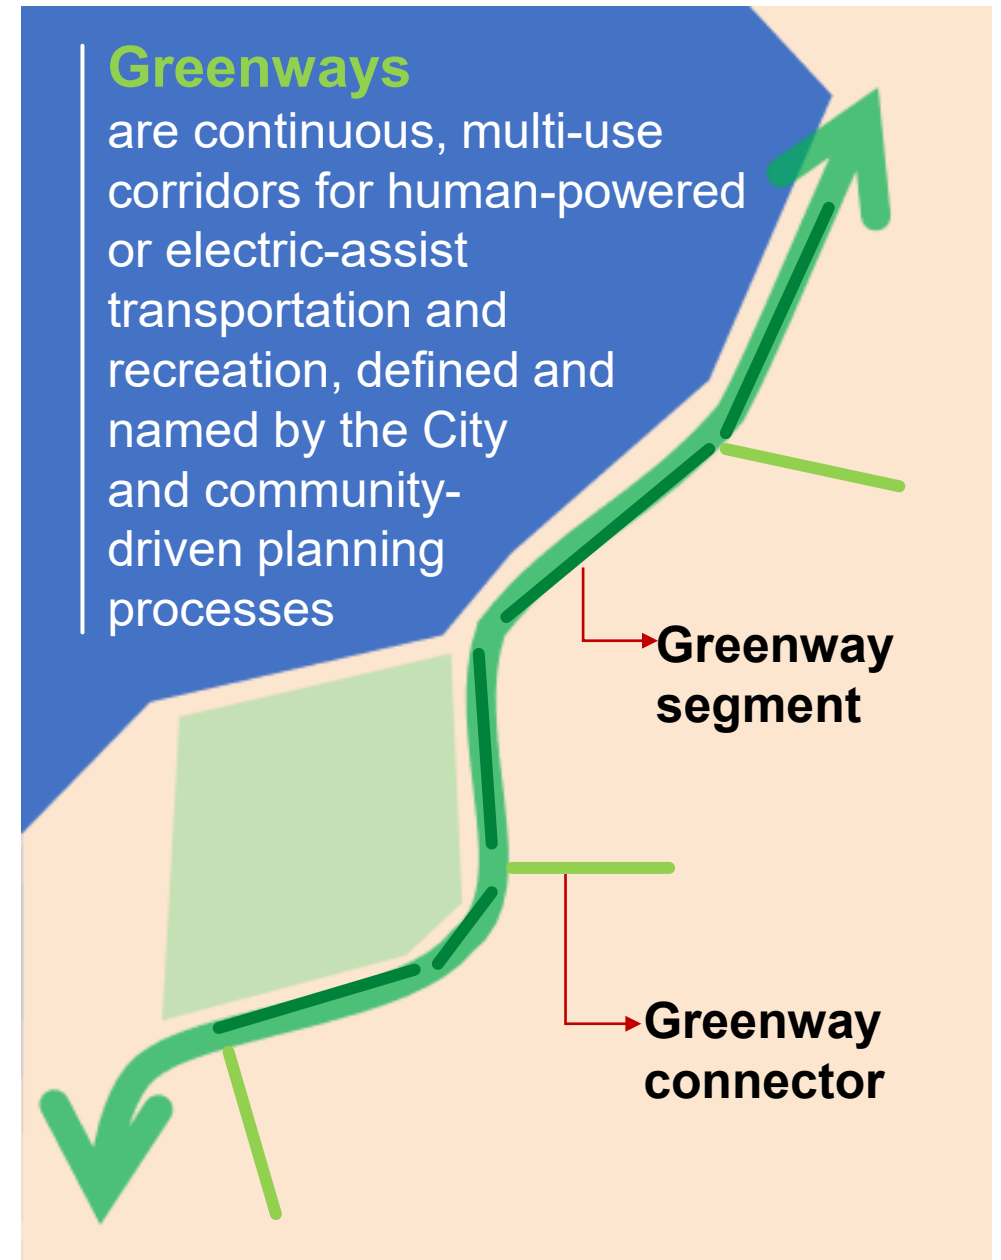 Greenways
are continuous, multi-use
corridors for human-powered
or electric-assist
transportation and
recreation, defined and
named by the City
and community-
driven planning
processes
Greenway
segment
Greenway
connector